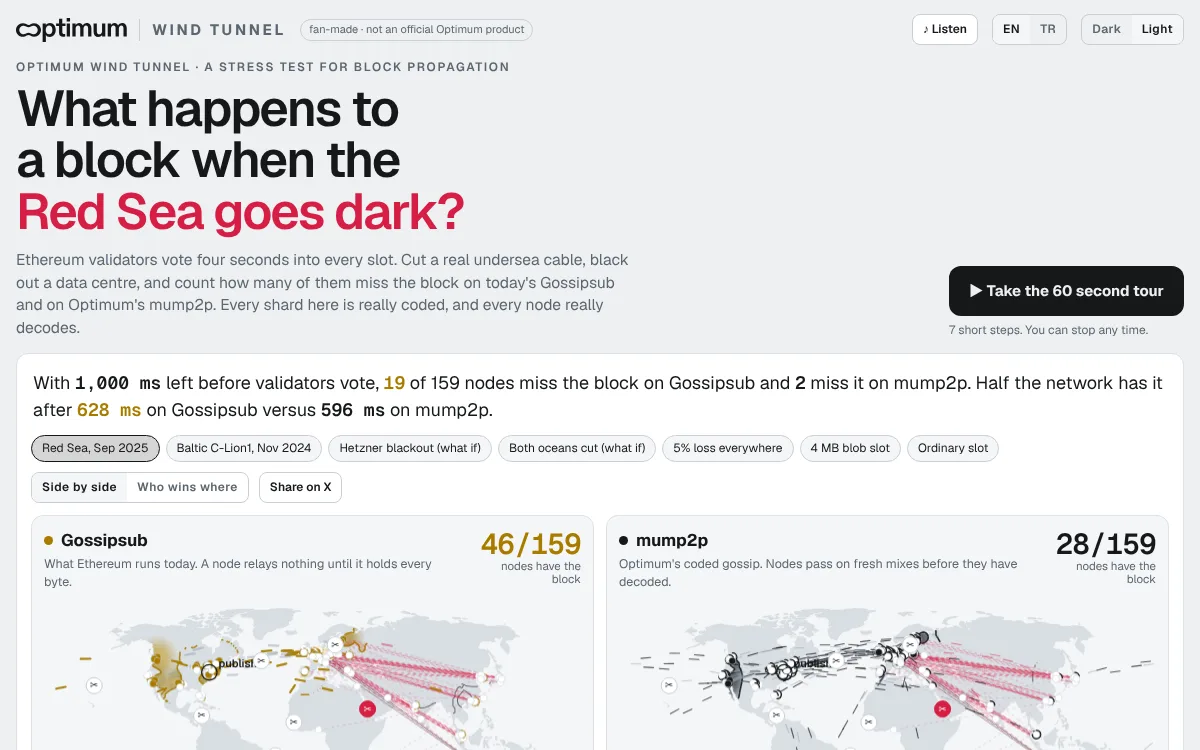 optimum WIND TUNNEL fan-made · not an official Optimum product ♪ Listen EN TR Dark Light
OPTIMUM WIND TUNNEL · A STRESS TEST FOR BLOCK PROPAGATION
What happens to
a block when the
Red Sea goes dark?
Ethereum validators vote four seconds into every slot. Cut a real undersea cable, black
out a data centre, and count how many of them miss the block on today's Gossipsub
and on Optimum's mump2p. Every shard here is really coded, and every node really
decodes.
▶ Take the 60 second tour
7 short steps. You can stop any time.
With 1,000 ms left before validators vote, 19 of 159 nodes miss the block on Gossipsub and 2 miss it on mump2p. Half the network has it
after 628 ms on Gossipsub versus 596 ms on mump2p.
Red Sea, Sep 2025 Baltic C-Lion1, Nov 2024 Hetzner blackout (what if) Both oceans cut (what if) 5% loss everywhere 4 MB blob slot Ordinary slot
Side by side Who wins where Share on X
Gossipsub
46/159
What Ethereum runs today. A node relays nothing until it holds every
byte.
nodes have the
block
publist
mump2p
28/159
Optimum's coded gossip. Nodes pass on fresh mixes before they have
decoded.
nodes have the
block